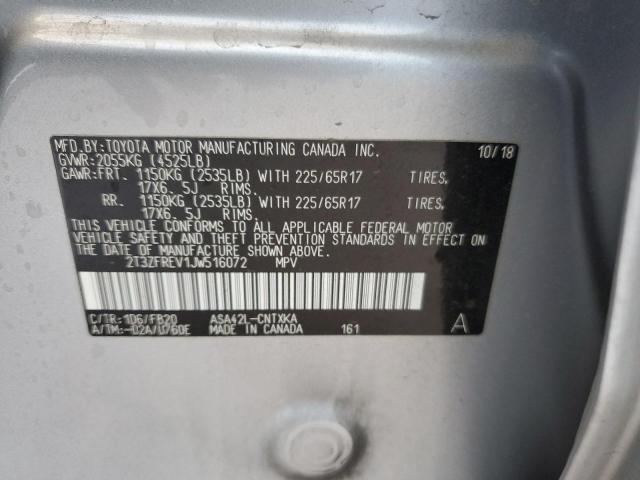 MFD.BY:TOYOTA MOTOR MANUFACTURING CANADA INC. 10/18
GVWR:2055KG (4525LB)
GAWR:FRT. 1150KG (2535LB) WITH 225/65R17 TIRES,
17X6. 5J RIMS.
RR. 1150KG (2535LB) WITH 225/65R17 TIRES,
17X6. 5J RIMS.
THIS VEHICLE CONFORMS TO ALL APPLICABLE FEDERAL MOTOR
VEHICLE SAFETY AND THEFT PREVENTION STANDARDS IN EFFECT ON
THE DATE OF MANUFACTURE SHOWN ABOVE.
2T3ZFREV1JW516072 MPV
C/TR:1D6/FB20 ASA42L-CNTXKA
A/TM:-02A/U760E MADE IN CANADA 161 A